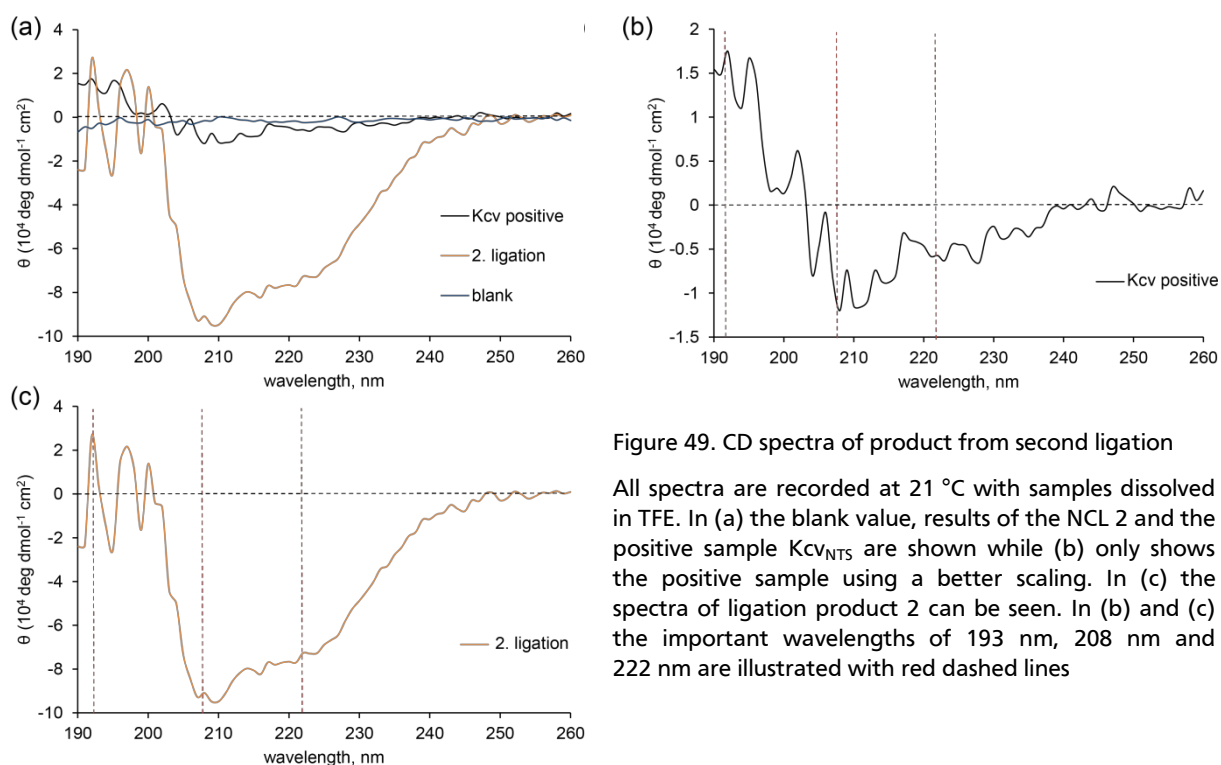 (a)
4
2
0
-2
-4
-6
-8
-10
θ (10⁴ deg dmol⁻¹ cm²)
Kcv positive
2. ligation
blank
190 200 210 220 230 240 250 260
wavelength, nm
(b)
2
1.5
1
0.5
0
-0.5
-1
-1.5
θ (10⁴ deg dmol⁻¹ cm²)
Kcv positive
190 200 210 220 230 240 250 260
wavelength, nm
(c)
4
2
0
-2
-4
-6
-8
-10
θ (10⁴ deg dmol⁻¹ cm²)
2. ligation
190 200 210 220 230 240 250 260
wavelength, nm
Figure 49. CD spectra of product from second ligation
All spectra are recorded at 21 °C with samples dissolved
in TFE. In (a) the blank value, results of the NCL 2 and the
positive sample Kcv_NTS are shown while (b) only shows
the positive sample using a better scaling. In (c) the
spectra of ligation product 2 can be seen. In (b) and (c)
the important wavelengths of 193 nm, 208 nm and
222 nm are illustrated with red dashed lines